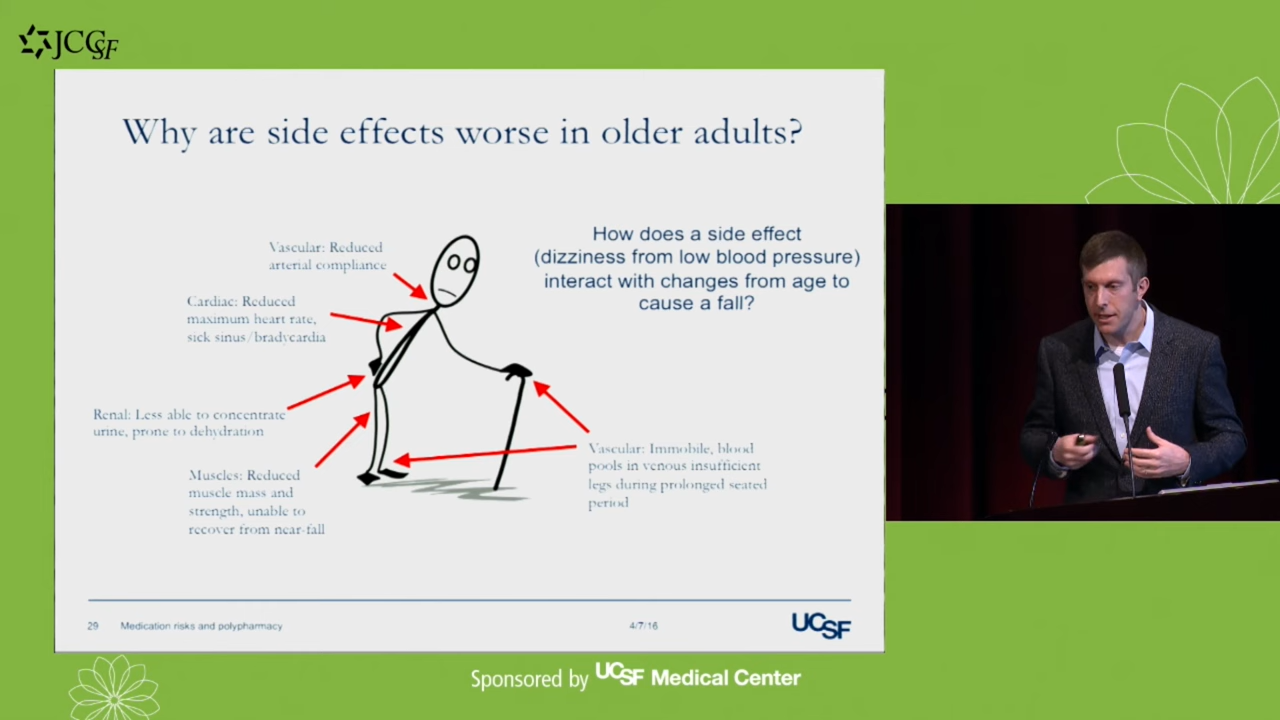 JCCSF
Why are side effects worse in older adults?
Vascular: Reduced
arterial compliance
Cardiac: Reduced
maximum heart rate,
sick sinus/bradycardia
Renal: Less able to concentrate
urine, prone to dehydration
Muscles: Reduced
muscle mass and
strength, unable to
recover from near-fall
How does a side effect
(dizziness from low blood pressure)
interact with changes from age to
cause a fall?
Vascular: Immobile, blood
pools in venous insufficient
legs during prolonged seated
period
29 Medication risks and polypharmacy 4/7/16 UCSF
Sponsored by UCSF Medical Center